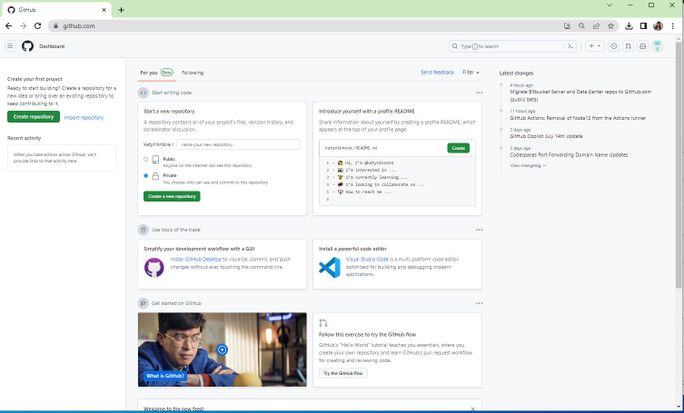 GitHub
github.com
Dashboard
Type / to search
Create your first project
Ready to start building? Create a repository for
a new idea or bring over an existing repository to
keep contributing to it.
Create repository
Import repository
Recent activity
When you take actions across GitHub, we'll
provide links to that activity here.
For you
Beta
Following
Send feedback
Filter
Start writing code
Start a new repository
A repository contains all of your project's files, revision history, and
collaborator discussion.
name your new repository...
Public
Anyone on the internet can see this repository
Private
You choose who can see and commit to this repository
Create a new repository
Introduce yourself with a profile README
Share information about yourself by creating a profile README, which
appears at the top of your profile page.
/ README.md
Create
1 - Hi, I'm
2 - I'm interested in ...
3 - I'm currently learning ...
4 - I'm looking to collaborate on ...
5 - How to reach me ...
6
Use tools of the trade
Simplify your development workflow with a GUI
Install GitHub Desktop to visualize, commit, and push
changes without ever touching the command line.
Install a powerful code editor
Visual Studio Code is a multi-platform code editor
optimized for building and debugging modern
applications.
Get started on GitHub
What is GitHub?
Follow this exercise to try the GitHub flow
GitHub's "Hello World" tutorial teaches you essentials, where you
create your own repository and learn GitHub's pull request workflow
for creating and reviewing code.
Try the GitHub flow
Welcome to the new feed!
Latest changes
4 hours ago
Migrate Bitbucket Server and Data Center repos to GitHub.com
(public beta)
11 hours ago
GitHub Actions: Removal of Node12 from the Actions runner
GitHub Copilot July 14th Update
Codespaces Port Forwarding Domain Name Updates
View changelog →